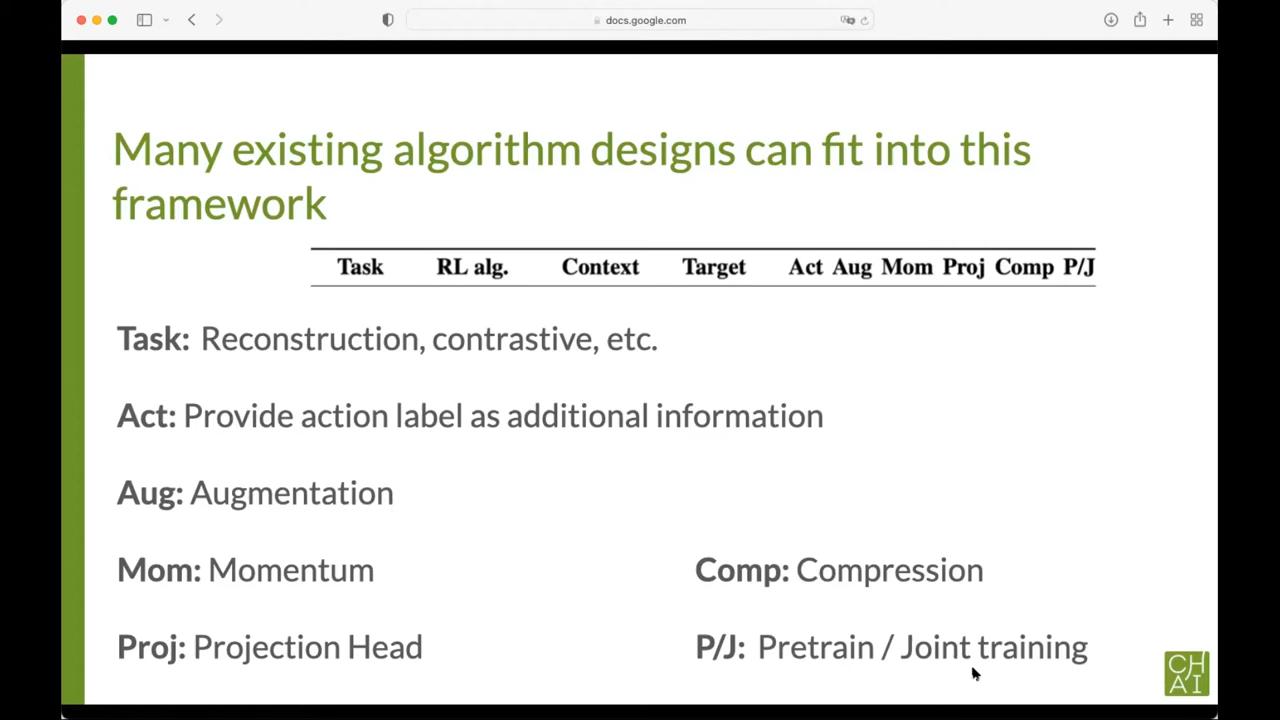 docs.google.com
Many existing algorithm designs can fit into this
framework
Task RL alg. Context Target Act Aug Mom Proj Comp P/J
Task: Reconstruction, contrastive, etc.
Act: Provide action label as additional information
Aug: Augmentation
Mom: Momentum
Comp: Compression
Proj: Projection Head
P/J: Pretrain / Joint training
CH
AI